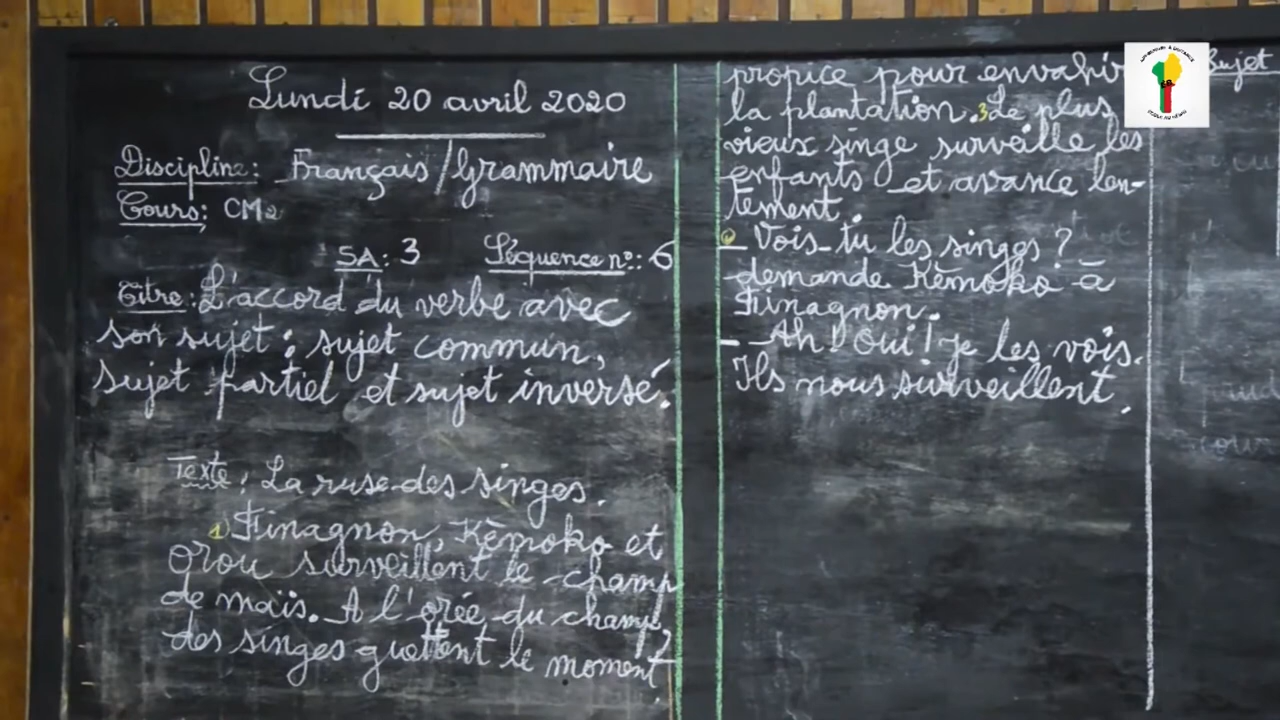 Lundi 20 avril 2020
Discipline: Français/Grammaire
Cours: CM2
SA: 3 Séquence n°: 6
Titre: L'accord du verbe avec
son sujet : sujet commun,
sujet partiel et sujet inversé.
Texte : La ruse des singes.
1) Finagnon, Kèmoko et
Orou surveillent le champ
de maïs. A l'orée du champ,
des singes guettent le moment
propice pour envahir
la plantation. 3 Le plus
vieux singe surveille les
enfants et avance len-
tement.
– Vois-tu les singes ?
demande Kèmoko à
Finagnon.
– Ah ! Oui ! je les vois.
Ils nous surveillent.
Sujet